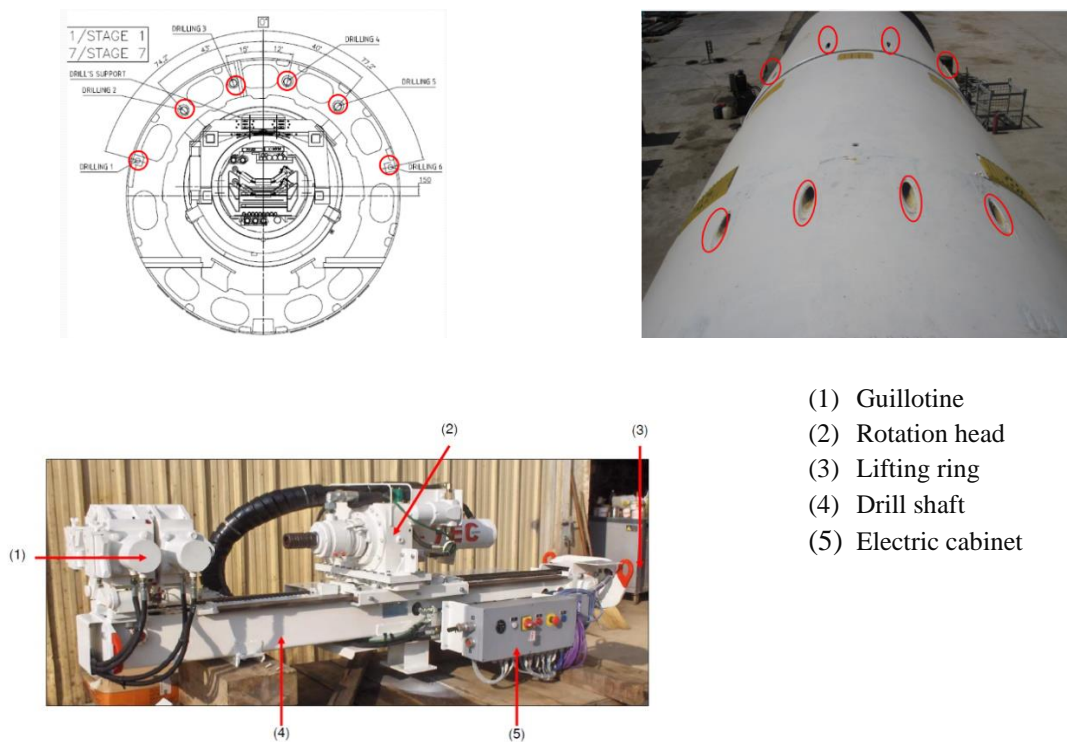 1/STAGE 1
7/STAGE 7
DRILLING 3
DRILLING 4
74,2°
43°
15°
12°
40°
77,2°
DRILL'S SUPPORT
DRILLING 2
DRILLING 5
DRILLING 1
DRILLING 6
150
(1) Guillotine
(2) Rotation head
(3) Lifting ring
(4) Drill shaft
(5) Electric cabinet
(2)
(3)
(1)
(4)
(5)